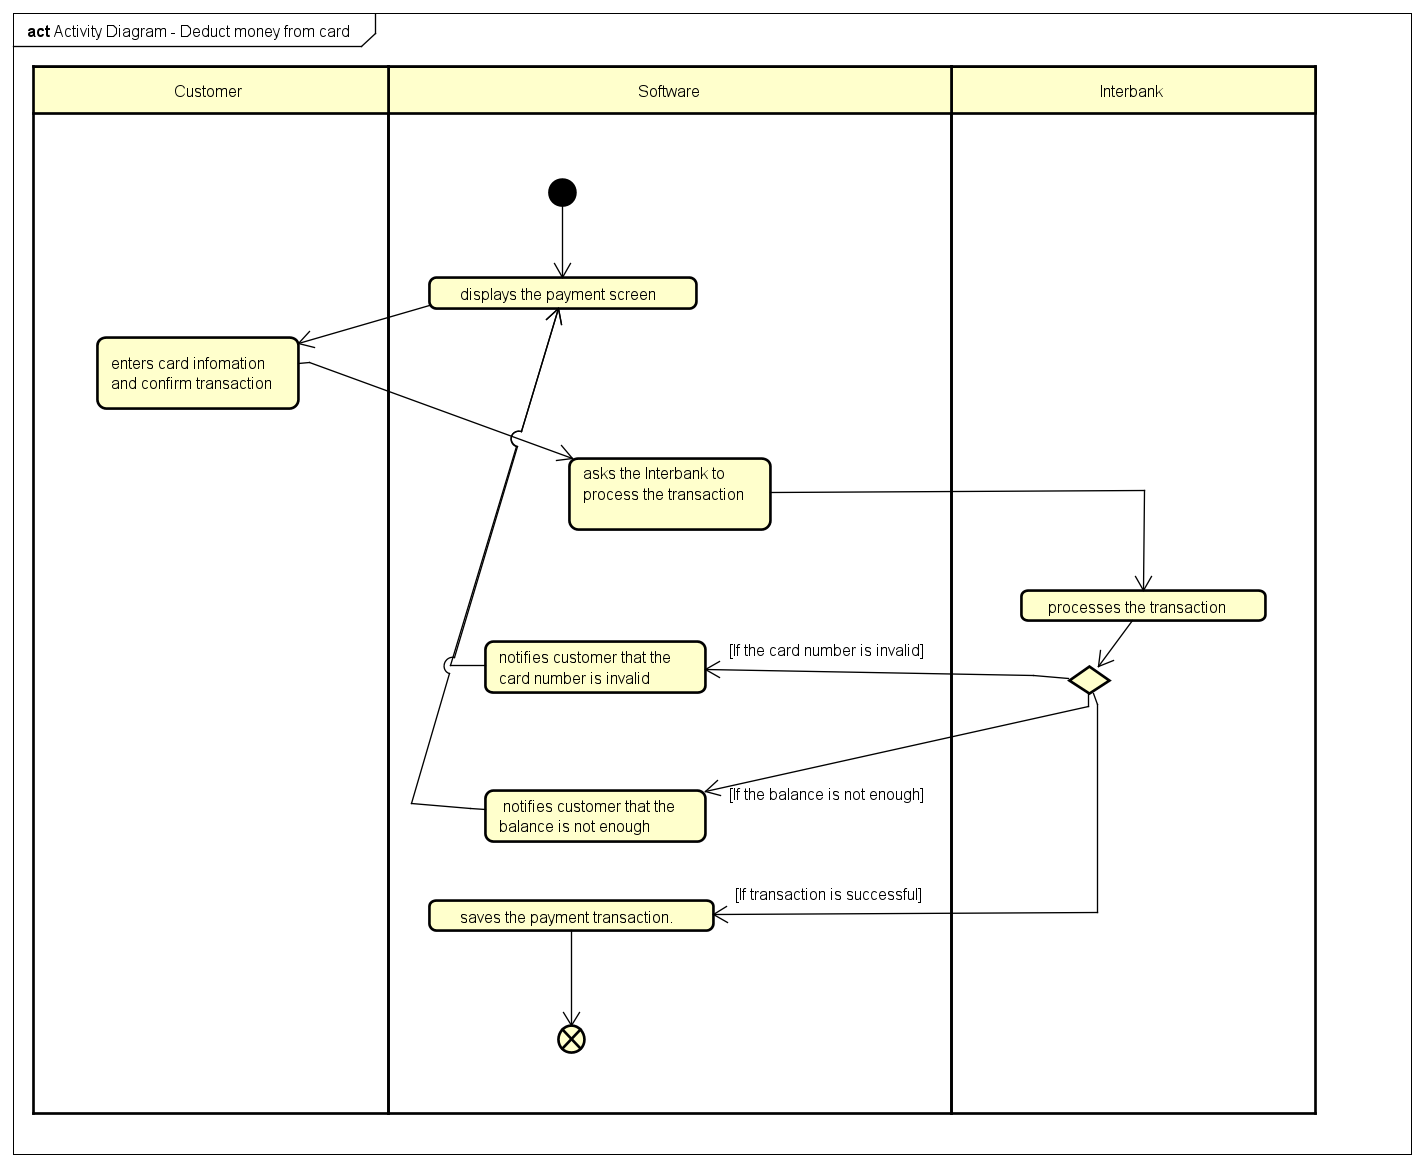 act Activity Diagram - Deduct money from card
Customer
Software
Interbank
displays the payment screen
enters card infomation
and confirm transaction
asks the Interbank to
process the transaction
processes the transaction
[If the card number is invalid]
notifies customer that the
card number is invalid
[If the balance is not enough]
notifies customer that the
balance is not enough
[If transaction is successful]
saves the payment transaction.